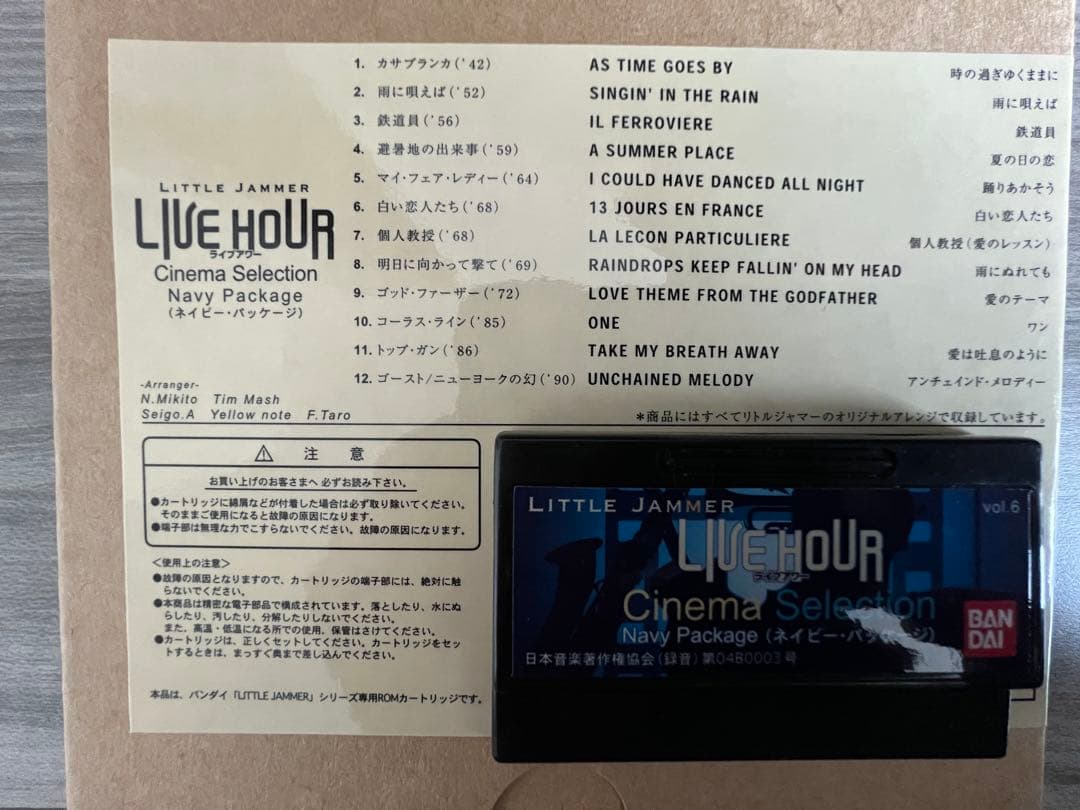 1. カサブランカ('42) AS TIME GOES BY 時の過ぎゆくままに
2. 雨に唄えば('52) SINGIN' IN THE RAIN 雨に唄えば
3. 鉄道員('56) IL FERROVIERE 鉄道員
4. 避暑地の出来事('59) A SUMMER PLACE 夏の日の恋
5. マイ・フェア・レディー('64) I COULD HAVE DANCED ALL NIGHT 踊りあかそう
6. 白い恋人たち('68) 13 JOURS EN FRANCE 白い恋人たち
7. 個人教授('68) LA LECON PARTICULIERE 個人教授(愛のレッスン)
8. 明日に向かって撃て('69) RAINDROPS KEEP FALLIN' ON MY HEAD 雨にぬれても
9. ゴッド・ファーザー('72) LOVE THEME FROM THE GODFATHER 愛のテーマ
10. コーラス・ライン('85) ONE ワン
11. トップ・ガン('86) TAKE MY BREATH AWAY 愛は吐息のように
12. ゴースト/ニューヨークの幻('90) UNCHAINED MELODY アンチェインド・メロディー
LITTLE JAMMER
LIVE HOUR
ライブアワー
Cinema Selection
Navy Package
(ネイビー・パッケージ)
-Arranger-
N.Mikito Tim Mash
Seigo.A Yellow note F.Taro
*商品にはすべてリトルジャマーのオリジナルアレンジで収録しています。
⚠ 注 意
お買い上げのお客さまへ 必ずお読み下さい。
●カートリッジに綿屑などが付着した場合は必ず取り除いてください。
そのままご使用になると故障の原因になります。
●端子部は無理な力でこすらないでください。故障の原因になります。
<使用上の注意>
●故障の原因となりますので、カートリッジの端子部には、絶対に触
らないでください。
●本商品は精密な電子部品で構成されています。落としたり、水にぬ
らしたり、汚したり、分解したりしないでください。
また、高温・低温になる所での使用、保管はさけてください。
●カートリッジは、正しくセットしてください。カートリッジをセッ
トするときは、まっすぐ奥まで差し込んでください。
本品は、バンダイ「LITTLE JAMMER」シリーズ専用ROMカートリッジです。
LITTLE JAMMER vol.6
LIVE HOUR
ライブアワー
Cinema Selection
Navy Package (ネイビー・パッケージ)
日本音楽著作権協会(録音)第04B0003号
BAN
DAI